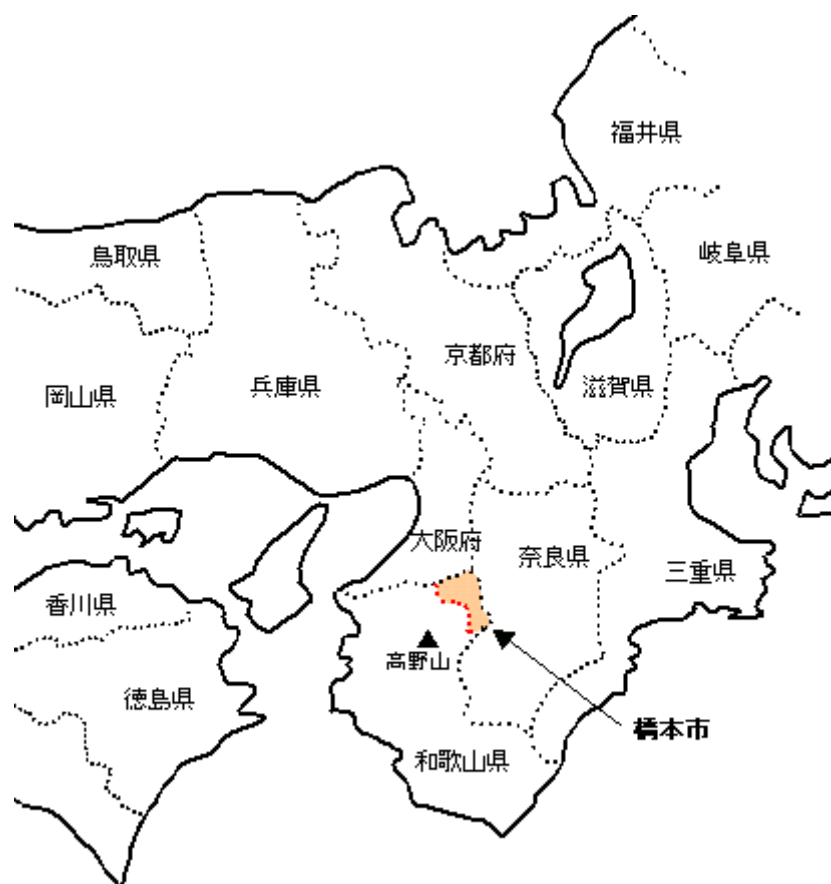 福井県
鳥取県
岐阜県
京都府
岡山県
兵庫県
滋賀県
大阪府
奈良県
三重県
香川県
高野山
徳島県
橋本市
和歌山県